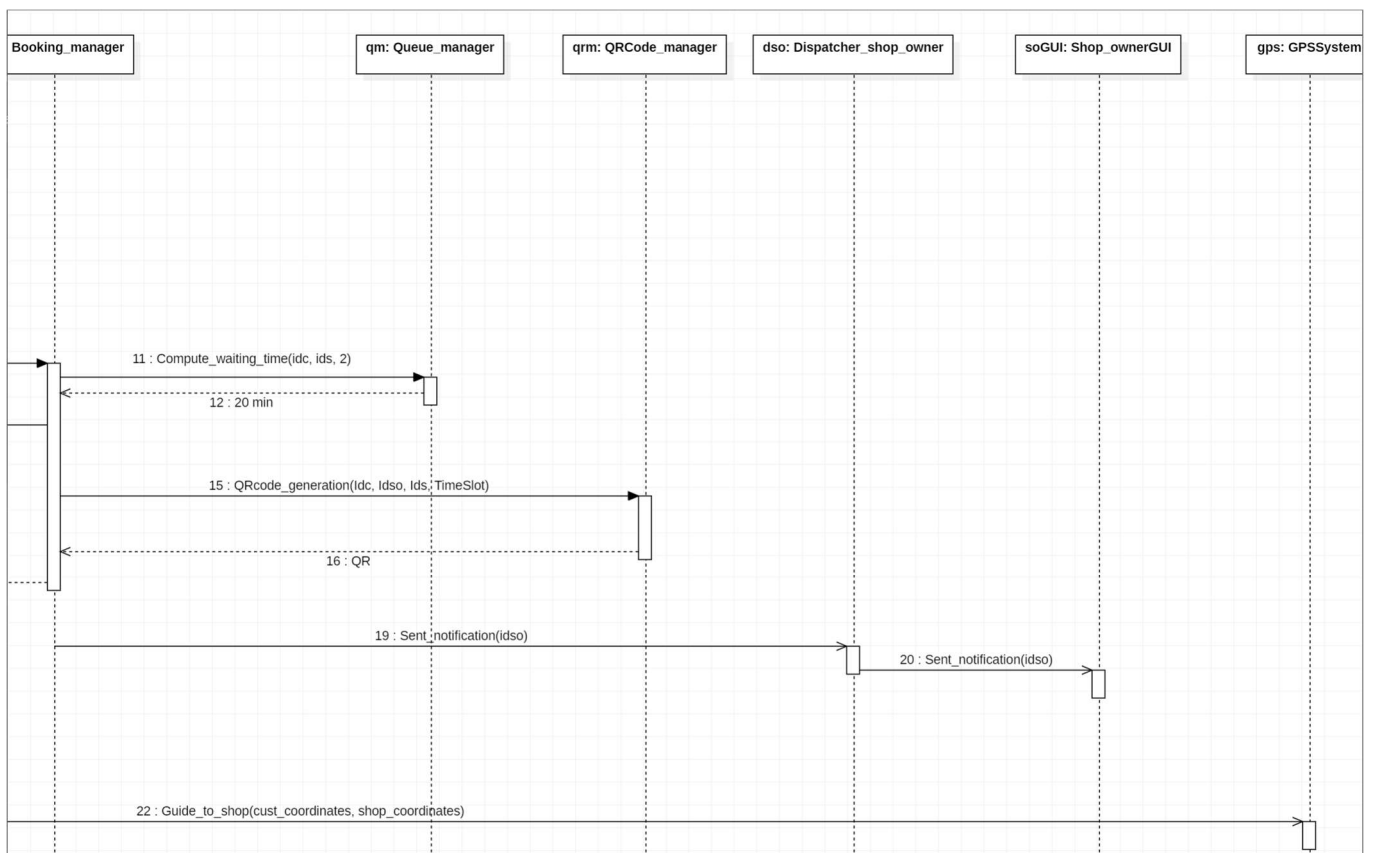 Booking_manager
qm: Queue_manager
qrm: QRCode_manager
dso: Dispatcher_shop_owner
soGUI: Shop_ownerGUI
gps: GPSSystem
11 : Compute_waiting_time(idc, ids, 2)
12 : 20 min
15 : QRcode_generation(Idc, Idso, Ids, TimeSlot)
16 : QR
19 : Sent_notification(idso)
20 : Sent_notification(idso)
22 : Guide_to_shop(cust_coordinates, shop_coordinates)